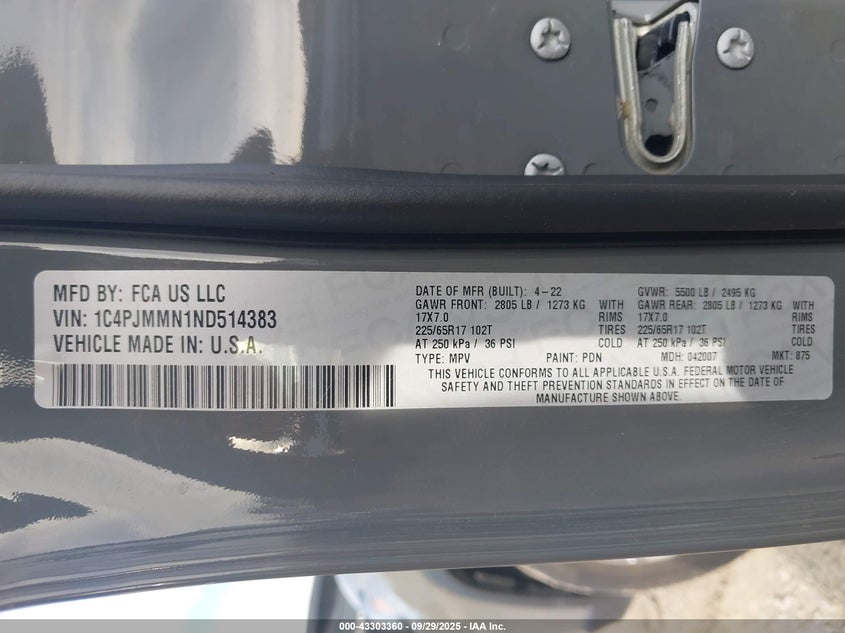 MFD BY: FCA US LLC
VIN: 1C4PJMMN1ND514383
VEHICLE MADE IN: U.S.A.
DATE OF MFR (BUILT): 4-22 GVWR: 5500 LB / 2495 KG
GAWR FRONT: 2805 LB / 1273 KG WITH GAWR REAR: 2805 LB / 1273 KG WITH
17X7.0 RIMS 17X7.0 RIMS
225/65R17 102T TIRES 225/65R17 102T TIRES
AT 250 kPa / 36 PSI COLD AT 250 kPa / 36 PSI COLD
TYPE: MPV PAINT: PDN MDH: 042007 MKT: 875
THIS VEHICLE CONFORMS TO ALL APPLICABLE U.S.A. FEDERAL MOTOR VEHICLE
SAFETY AND THEFT PREVENTION STANDARDS IN EFFECT ON THE DATE OF
MANUFACTURE SHOWN ABOVE.
000-43303360 - 09/29/2025 - IAA Inc.